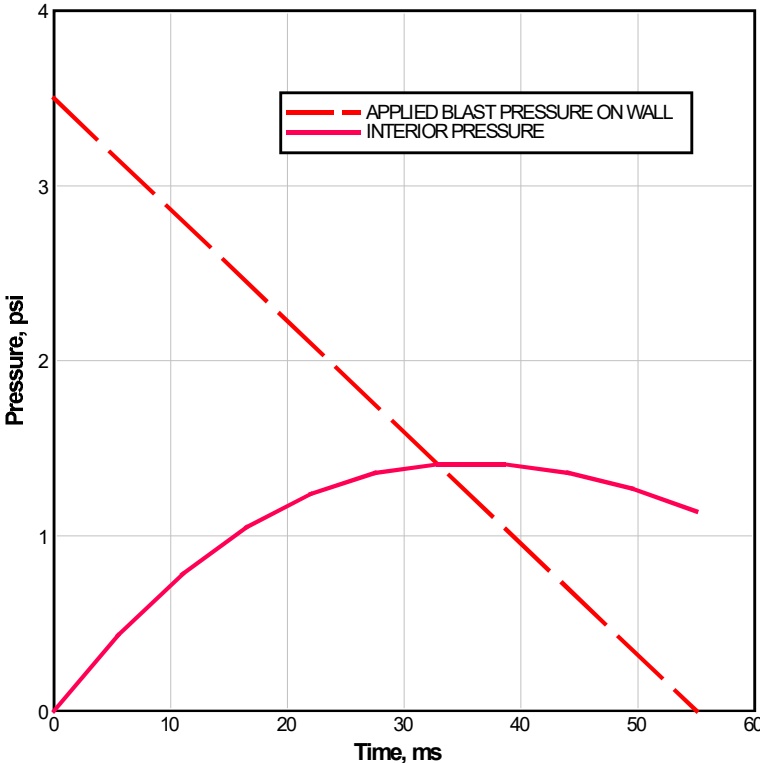 4
APPLIED BLAST PRESSURE ON WALL
INTERIOR PRESSURE
3
Pressure, psi
2
1
0
0 10 20 30 40 50 60
Time, ms